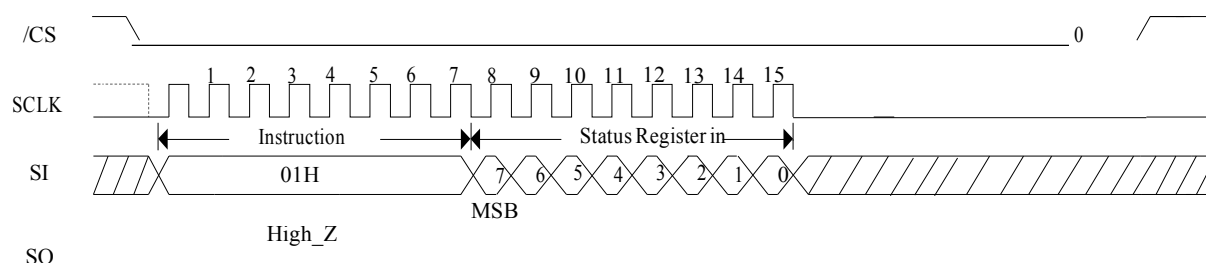 /CS
0
1 2 3 4 5 6 7 8 9 10 11 12 13 14 15
SCLK
Instruction
Status Register in
SI
01H
7 6 5 4 3 2 1 0
MSB
High_Z
SO